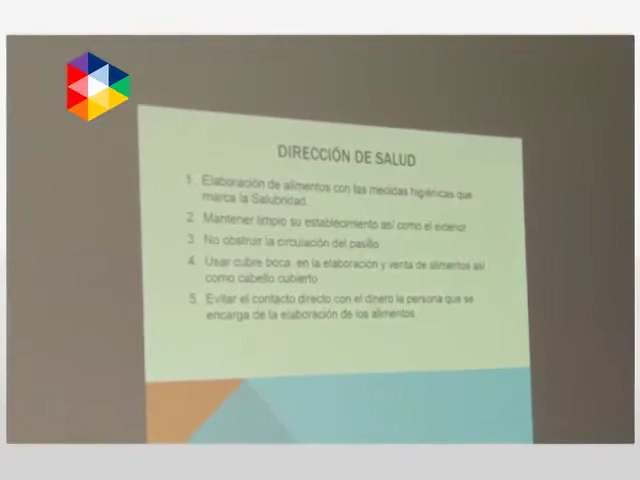 DIRECCIÓN DE SALUD
1. Elaboración de alimentos con las medidas higiénicas que
marca la Salubridad.
2. Mantener limpio su establecimiento así como el exterior
3. No obstruir la circulación del pasillo
4. Usar cubre boca en la elaboración y venta de alimentos así
como cabello cubierto
5. Evitar el contacto directo con el dinero la persona que se
encarga de la elaboración de los alimentos.